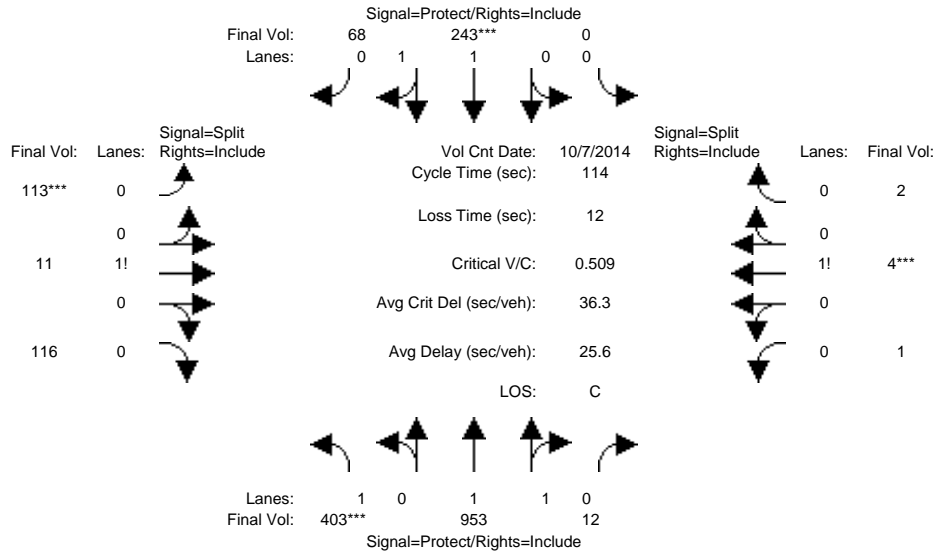 Signal=Protect/Rights=Include
Final Vol: 68 243*** 0
Lanes: 0 1 1 0 0
Signal=Split Signal=Split
Final Vol: Lanes: Rights=Include Vol Cnt Date: 10/7/2014 Rights=Include Lanes: Final Vol:
Cycle Time (sec): 114
113*** 0 0 2
Loss Time (sec): 12
0 0
11 1! Critical V/C: 0.509 1! 4***
0 Avg Crit Del (sec/veh): 36.3 0
116 0 Avg Delay (sec/veh): 25.6 0 1
LOS: C
Lanes: 1 0 1 1 0
Final Vol: 403*** 953 12
Signal=Protect/Rights=Include